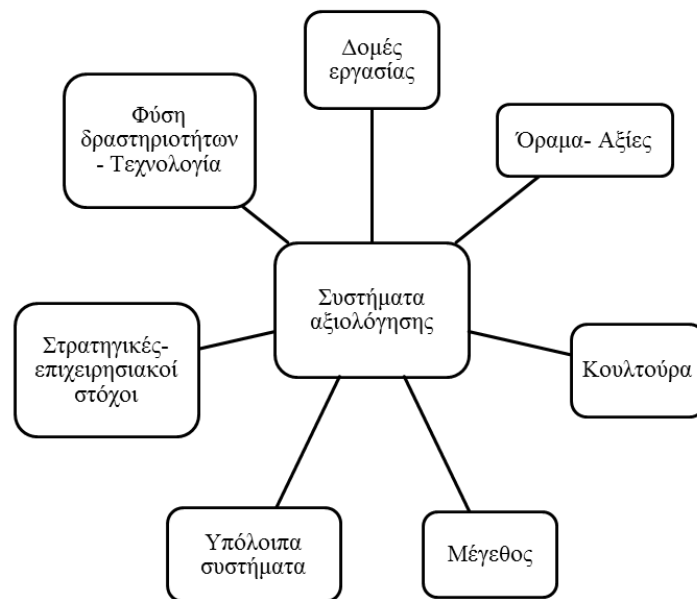 Δομές
εργασίας
Φύση
δραστηριοτήτων
- Τεχνολογία
Όραμα- Αξίες
Συστήματα
αξιολόγησης
Στρατηγικές-
επιχειρησιακοί
στόχοι
Κουλτούρα
Υπόλοιπα
συστήματα
Μέγεθος